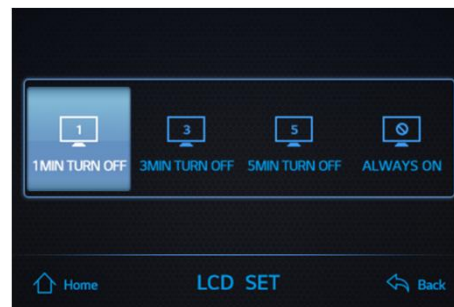 1 3 5
1MIN TURN OFF 3MIN TURN OFF 5MIN TURN OFF ALWAYS ON
Home LCD SET Back